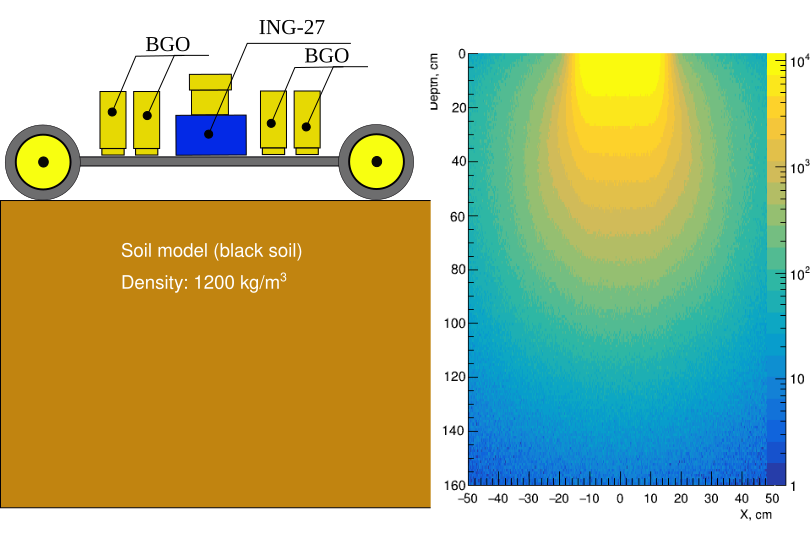 ING-27
BGO
BGO
Soil model (black soil)
Density: 1200 kg/m³
Depth, cm
0
20
40
60
80
100
120
140
160
−50 −40 −30 −20 −10 0 10 20 30 40 50
X, cm
10⁴
10³
10²
10
1